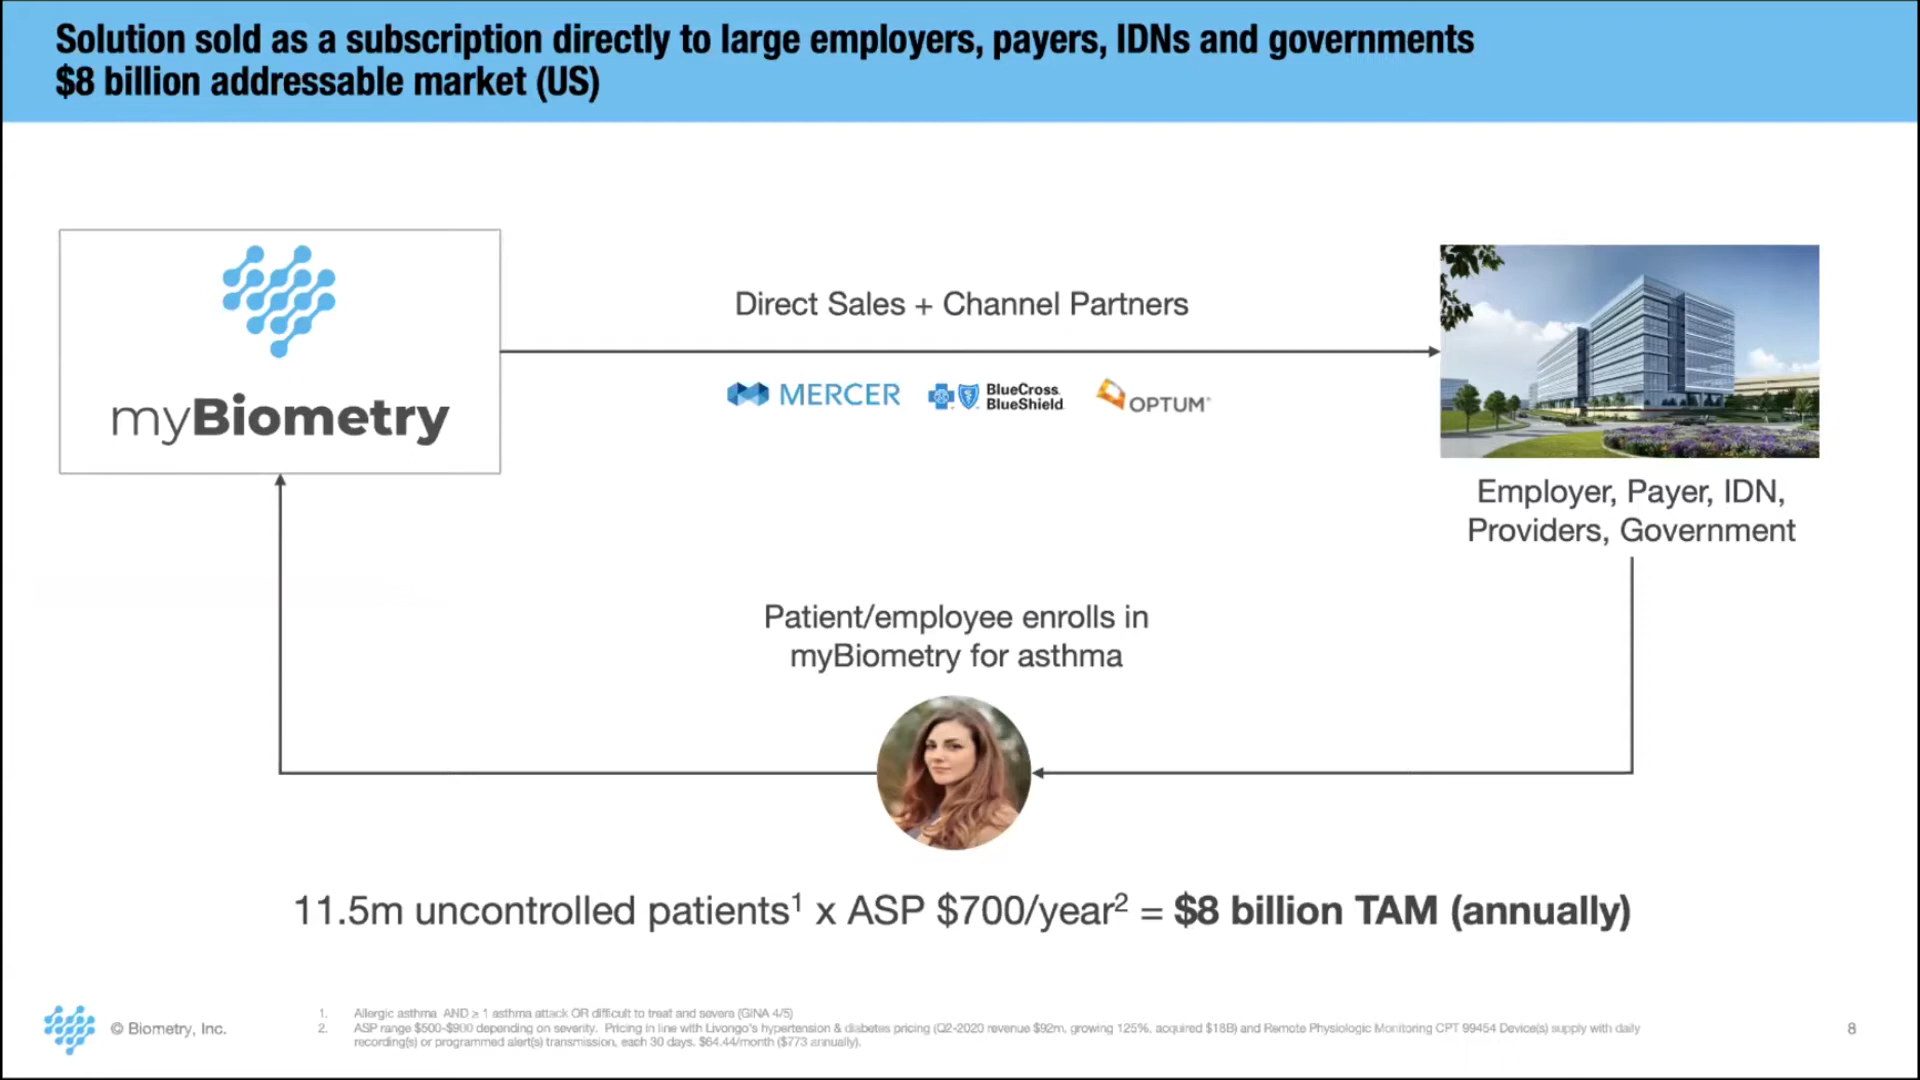 Solution sold as a subscription directly to large employers, payers, IDNs and governments
$8 billion addressable market (US)
myBiometry
Direct Sales + Channel Partners
MERCER
BlueCross
BlueShield
OPTUM®
Employer, Payer, IDN,
Providers, Government
Patient/employee enrolls in
myBiometry for asthma
11.5m uncontrolled patients¹ x ASP $700/year² = $8 billion TAM (annually)
© Biometry, Inc.
1. Allergic asthma AND ≥ 1 asthma attack OR difficult to treat and severe (GINA 4/5)
2. ASP range $500-$900 depending on severity. Pricing in line with Livongo's hypertension & diabetes pricing (Q2-2020 revenue $92m, growing 125%, acquired $18B) and Remote Physiologic Monitoring CPT 99454 Device(s) supply with daily
recording(s) or programmed alert(s) transmission, each 30 days. $64.44/month ($773 annually).
8